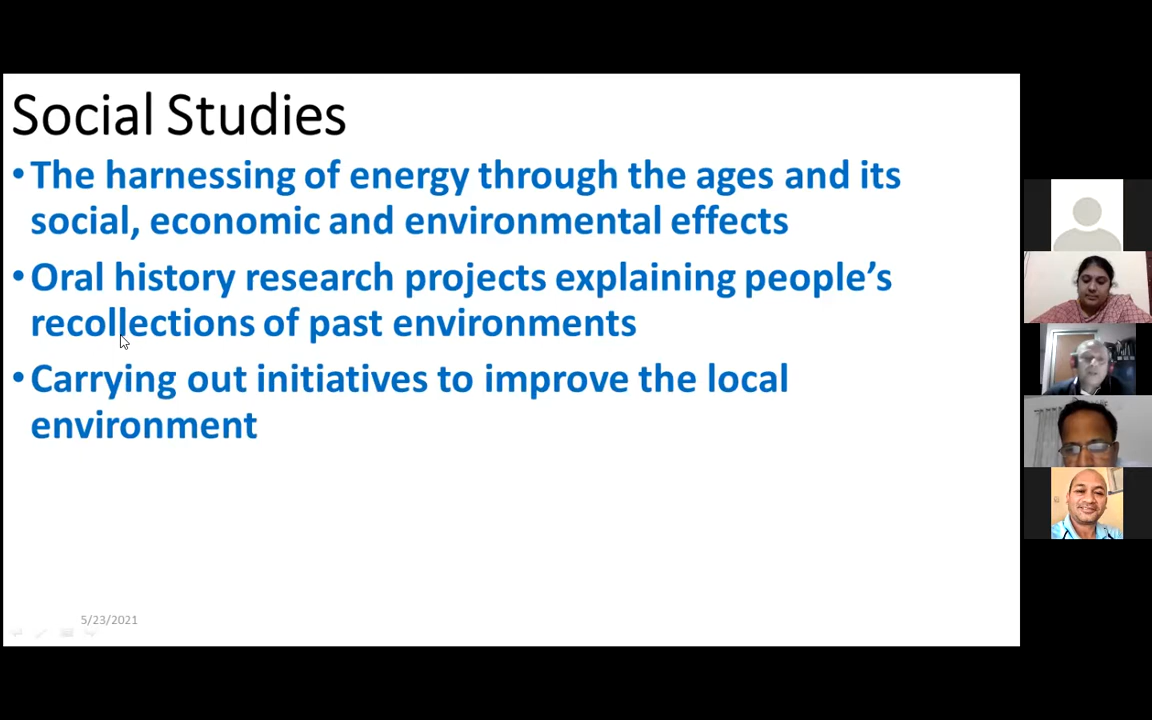 Social Studies
• The harnessing of energy through the ages and its
social, economic and environmental effects
• Oral history research projects explaining people’s
recollections of past environments
• Carrying out initiatives to improve the local
environment
5/23/2021